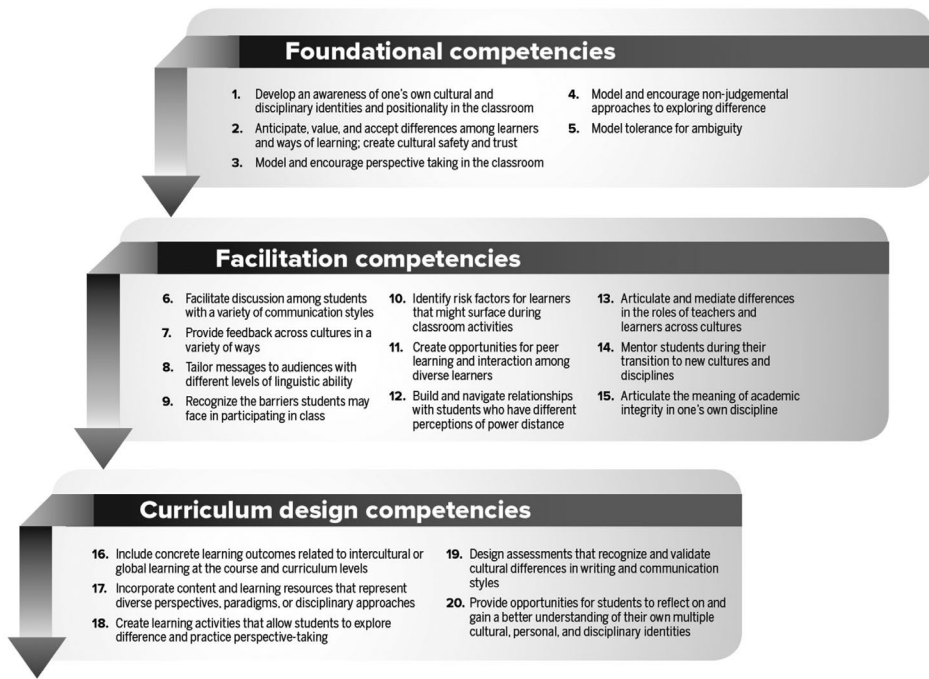 Foundational competencies
1. Develop an awareness of one's own cultural and
disciplinary identities and positionality in the classroom
2. Anticipate, value, and accept differences among learners
and ways of learning; create cultural safety and trust
3. Model and encourage perspective taking in the classroom
4. Model and encourage non-judgemental
approaches to exploring difference
5. Model tolerance for ambiguity
Facilitation competencies
6. Facilitate discussion among students
with a variety of communication styles
7. Provide feedback across cultures in a
variety of ways
8. Tailor messages to audiences with
different levels of linguistic ability
9. Recognize the barriers students may
face in participating in class
10. Identify risk factors for learners
that might surface during
classroom activities
11. Create opportunities for peer
learning and interaction among
diverse learners
12. Build and navigate relationships
with students who have different
perceptions of power distance
13. Articulate and mediate differences
in the roles of teachers and
learners across cultures
14. Mentor students during their
transition to new cultures and
disciplines
15. Articulate the meaning of academic
integrity in one's own discipline
Curriculum design competencies
16. Include concrete learning outcomes related to intercultural or
global learning at the course and curriculum levels
17. Incorporate content and learning resources that represent
diverse perspectives, paradigms, or disciplinary approaches
18. Create learning activities that allow students to explore
difference and practice perspective-taking
19. Design assessments that recognize and validate
cultural differences in writing and communication
styles
20. Provide opportunities for students to reflect on and
gain a better understanding of their own multiple
cultural, personal, and disciplinary identities